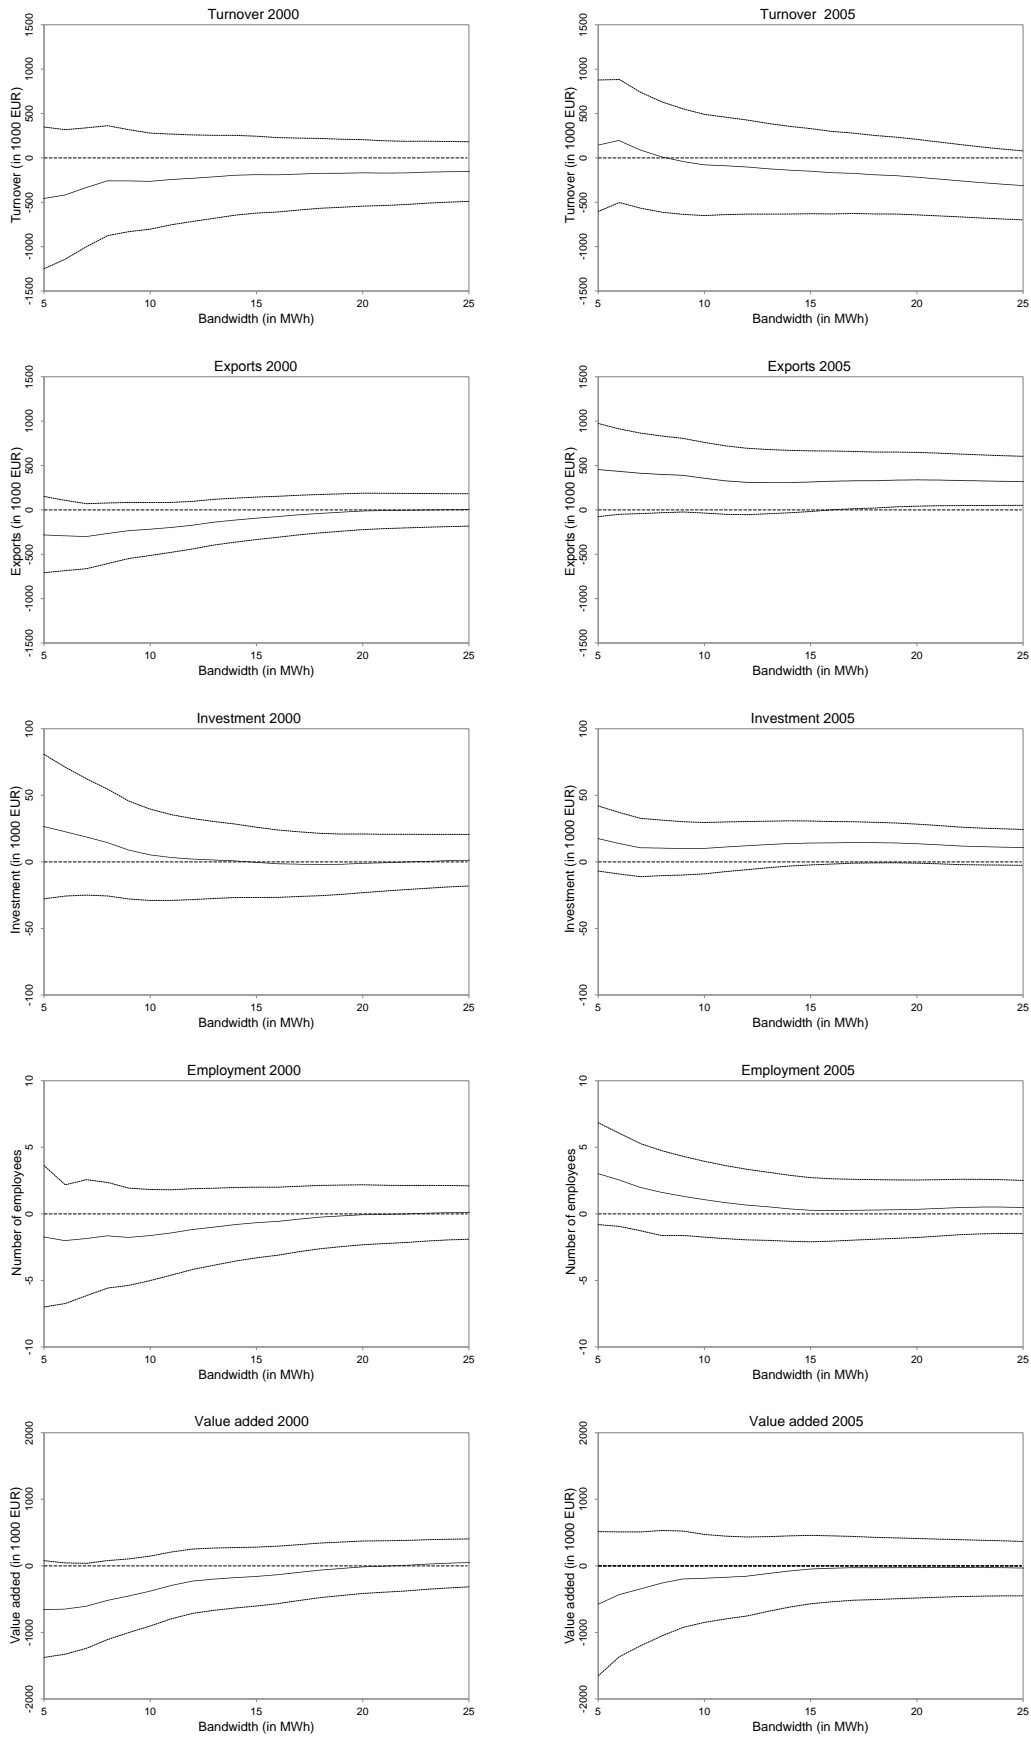 Turnover 2000
Turnover (in 1000 EUR)
1500
1000
500
0
-500
-1000
-1500
5 10 15 20 25
Bandwidth (in MWh)
Turnover 2005
Turnover (in 1000 EUR)
1500
1000
500
0
-500
-1000
-1500
5 10 15 20 25
Bandwidth (in MWh)
Exports 2000
Exports (in 1000 EUR)
1500
1000
500
0
-500
-1000
-1500
5 10 15 20 25
Bandwidth (in MWh)
Exports 2005
Exports (in 1000 EUR)
1500
1000
500
0
-500
-1000
-1500
5 10 15 20 25
Bandwidth (in MWh)
Investment 2000
Investment (in 1000 EUR)
100
50
0
-50
-100
5 10 15 20 25
Bandwidth (in MWh)
Investment 2005
Investment (in 1000 EUR)
100
50
0
-50
-100
5 10 15 20 25
Bandwidth (in MWh)
Employment 2000
Number of employees
10
5
0
-5
-10
5 10 15 20 25
Bandwidth (in MWh)
Employment 2005
Number of employees
10
5
0
-5
-10
5 10 15 20 25
Bandwidth (in MWh)
Value added 2000
Value added (in 1000 EUR)
2000
1000
0
-1000
-2000
5 10 15 20 25
Bandwidth (in MWh)
Value added 2005
Value added (in 1000 EUR)
2000
1000
0
-1000
-2000
5 10 15 20 25
Bandwidth (in MWh)